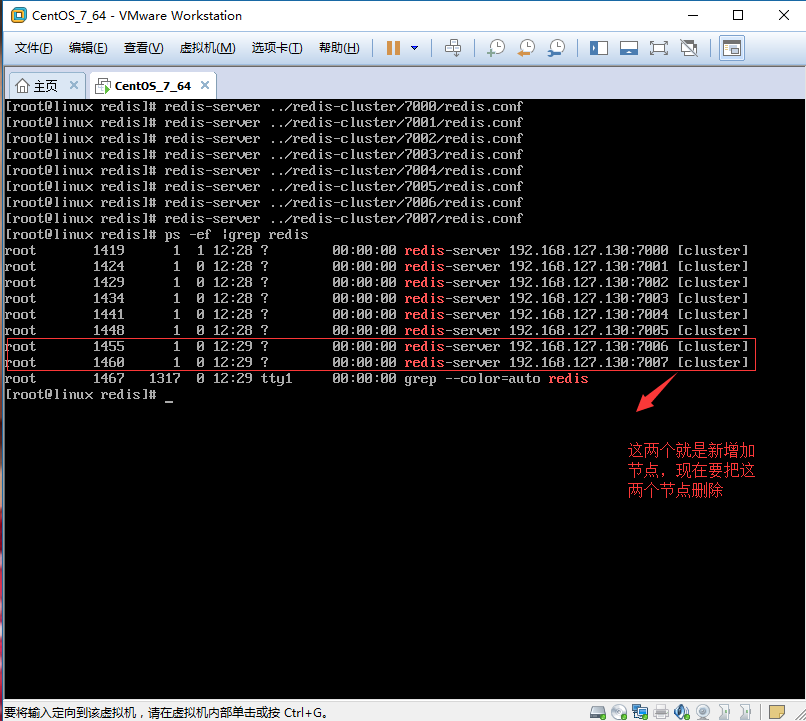 CentOS_7_64 - VMware Workstation
文件(F) 编辑(E) 查看(V) 虚拟机(M) 选项卡(T) 帮助(H)
主页 CentOS_7_64
[root@linux redis]# redis-server ../redis-cluster/7000/redis.conf
[root@linux redis]# redis-server ../redis-cluster/7001/redis.conf
[root@linux redis]# redis-server ../redis-cluster/7002/redis.conf
[root@linux redis]# redis-server ../redis-cluster/7003/redis.conf
[root@linux redis]# redis-server ../redis-cluster/7004/redis.conf
[root@linux redis]# redis-server ../redis-cluster/7005/redis.conf
[root@linux redis]# redis-server ../redis-cluster/7006/redis.conf
[root@linux redis]# redis-server ../redis-cluster/7007/redis.conf
[root@linux redis]# ps -ef |grep redis
root 1419 1 1 12:28 ? 00:00:00 redis-server 192.168.127.130:7000 [cluster]
root 1424 1 0 12:28 ? 00:00:00 redis-server 192.168.127.130:7001 [cluster]
root 1429 1 0 12:28 ? 00:00:00 redis-server 192.168.127.130:7002 [cluster]
root 1434 1 0 12:28 ? 00:00:00 redis-server 192.168.127.130:7003 [cluster]
root 1441 1 0 12:28 ? 00:00:00 redis-server 192.168.127.130:7004 [cluster]
root 1448 1 0 12:28 ? 00:00:00 redis-server 192.168.127.130:7005 [cluster]
root 1455 1 0 12:29 ? 00:00:00 redis-server 192.168.127.130:7006 [cluster]
root 1460 1 0 12:29 ? 00:00:00 redis-server 192.168.127.130:7007 [cluster]
root 1467 1317 0 12:29 tty1 00:00:00 grep --color=auto redis
[root@linux redis]# _
这两个就是新增加
节点，现在要把这
两个节点删除
要将输入定向到该虚拟机，请在虚拟机内部单击或按 Ctrl+G。